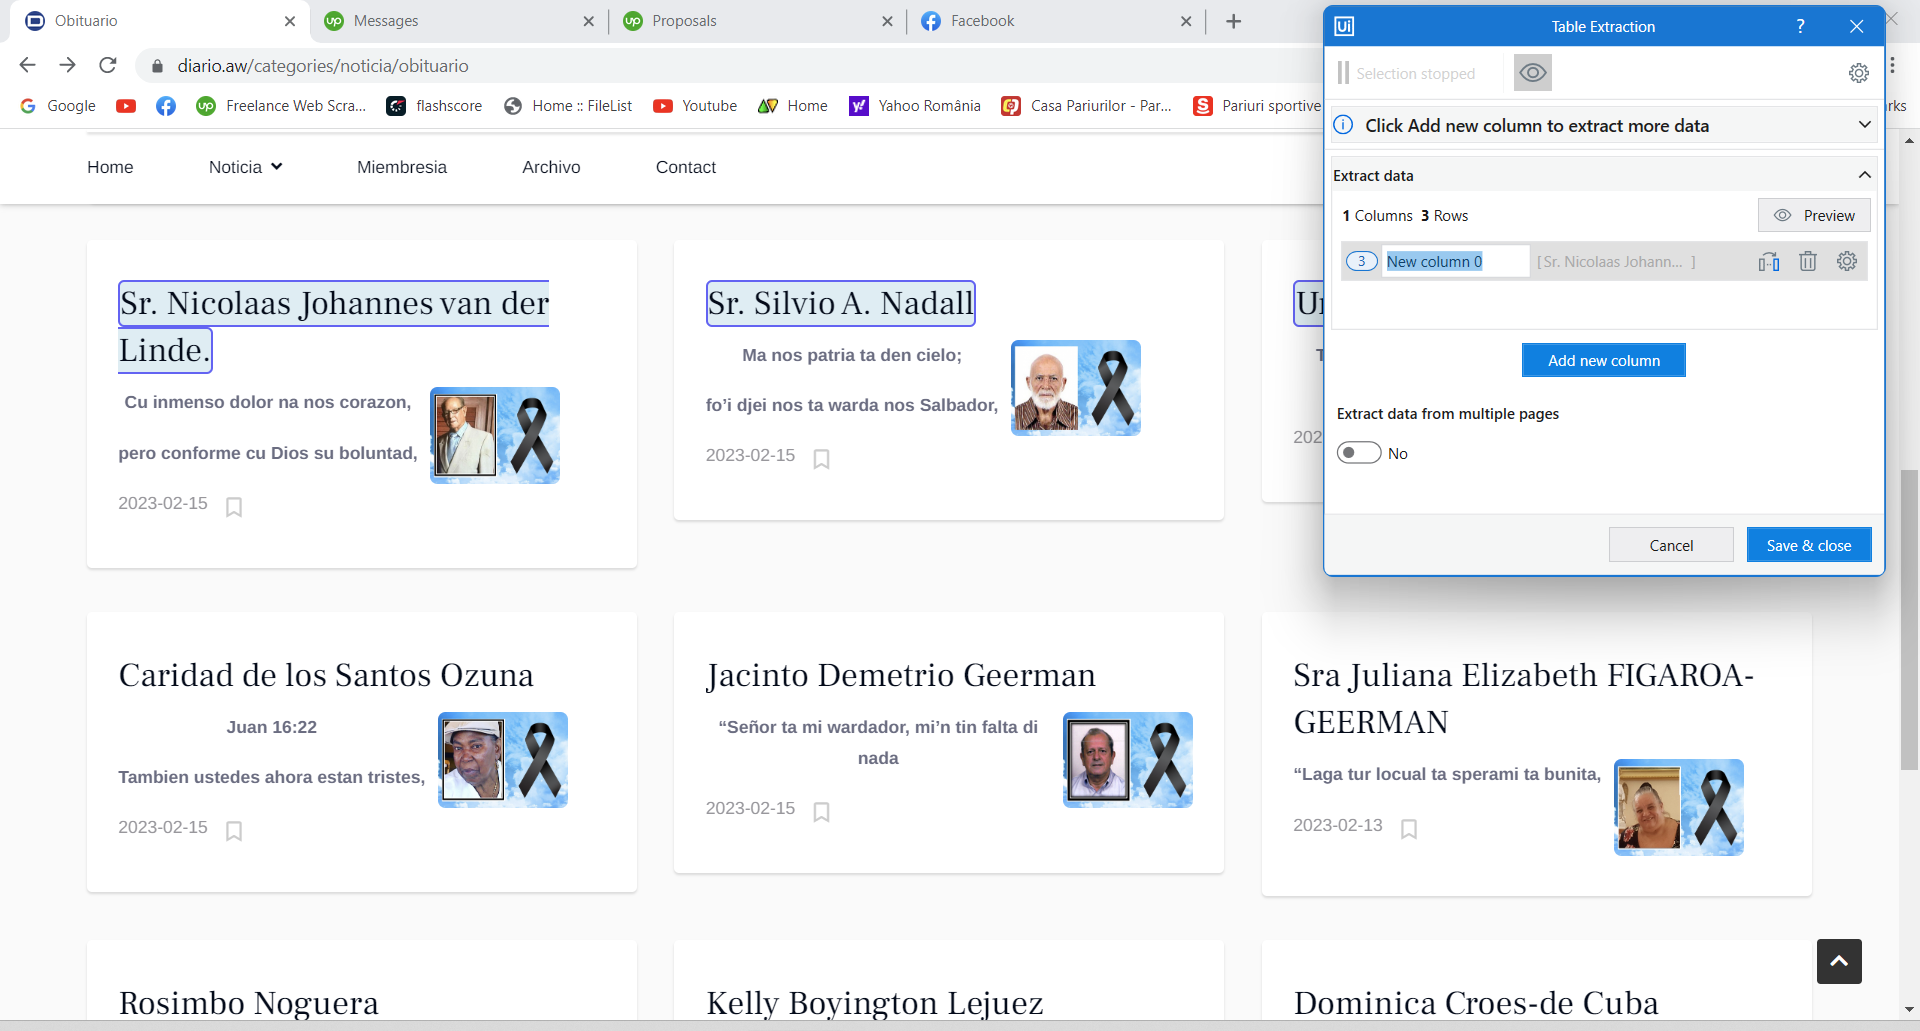 Obituario
Messages
Proposals
Facebook
diario.aw/categories/noticia/obituario
Google
Freelance Web Scra...
flashscore
Home :: FileList
Youtube
Home
Yahoo România
Casa Pariurilor - Par...
Pariuri sportive
Home
Noticia
Miembresia
Archivo
Contact
Sr. Nicolaas Johannes van der
Linde.
Cu inmenso dolor na nos corazon,
pero conforme cu Dios su boluntad,
2023-02-15
Sr. Silvio A. Nadall
Ma nos patria ta den cielo;
fo’i djei nos ta warda nos Salbador,
2023-02-15
Ui
Table Extraction
?
Selection stopped
Click Add new column to extract more data
Extract data
1 Columns 3 Rows
Preview
3
New column 0
[ Sr. Nicolaas Johann... ]
Add new column
Extract data from multiple pages
No
Cancel
Save & close
Caridad de los Santos Ozuna
Juan 16:22
Tambien ustedes ahora estan tristes,
2023-02-15
Jacinto Demetrio Geerman
“Señor ta mi wardador, mi’n tin falta di
nada
2023-02-15
Sra Juliana Elizabeth FIGAROA-
GEERMAN
“Laga tur locual ta sperami ta bunita,
2023-02-13
Rosimbo Noguera
Kelly Boyington Lejuez
Dominica Croes-de Cuba